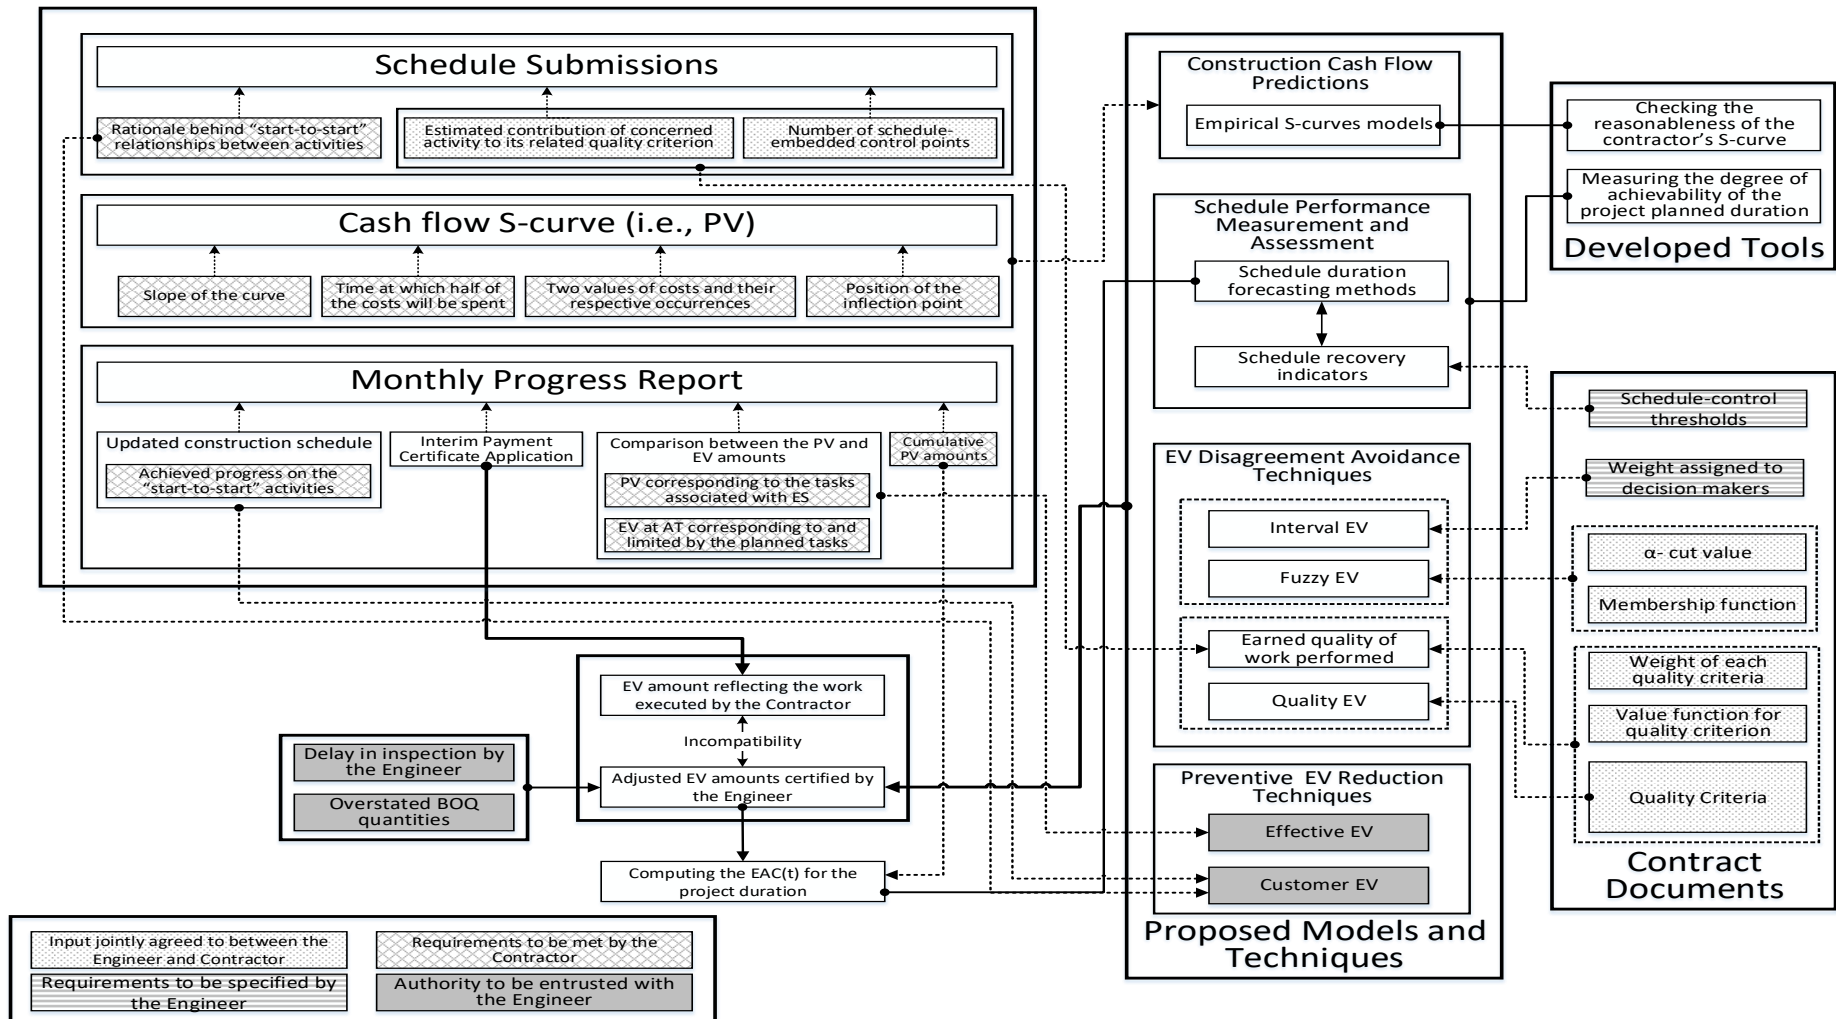 Schedule Submissions
Rationale behind “start-to-start”
relationships between activities
Estimated contribution of concerned
activity to its related quality criterion
Number of schedule-
embedded control points
Cash flow S-curve (i.e., PV)
Slope of the curve
Time at which half of
the costs will be spent
Two values of costs and their
respective occurrences
Position of the
inflection point
Monthly Progress Report
Updated construction schedule
Achieved progress on the
“start-to-start” activities
Interim Payment
Certificate Application
Comparison between the PV and
EV amounts
PV corresponding to the tasks
associated with ES
EV at AT corresponding to and
limited by the planned tasks
Cumulative
PV amounts
EV amount reflecting the work
executed by the Contractor
Incompatibility
Adjusted EV amounts certified by
the Engineer
Delay in inspection by
the Engineer
Overstated BOQ
quantities
Computing the EAC(t) for the
project duration
Input jointly agreed to between the
Engineer and Contractor
Requirements to be met by the
Contractor
Requirements to be specified by
the Engineer
Authority to be entrusted with
the Engineer
Construction Cash Flow
Predictions
Empirical S-curves models
Schedule Performance
Measurement and
Assessment
Schedule duration
forecasting methods
Schedule recovery
indicators
EV Disagreement Avoidance
Techniques
Interval EV
Fuzzy EV
Earned quality of
work performed
Quality EV
Preventive EV Reduction
Techniques
Effective EV
Customer EV
Proposed Models and
Techniques
Checking the
reasonableness of the
contractor’s S-curve
Measuring the degree of
achievability of the
project planned duration
Developed Tools
Schedule-control
thresholds
Weight assigned to
decision makers
α- cut value
Membership function
Weight of each
quality criteria
Value function for
quality criterion
Quality Criteria
Contract
Documents